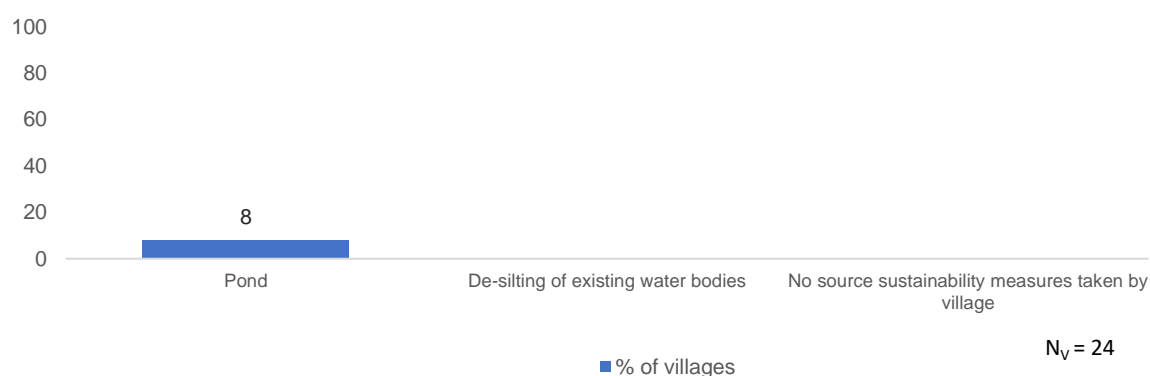 100
80
60
40
20
0
8
Pond
De-silting of existing water bodies
No source sustainability measures taken by
village
N_V = 24
% of villages